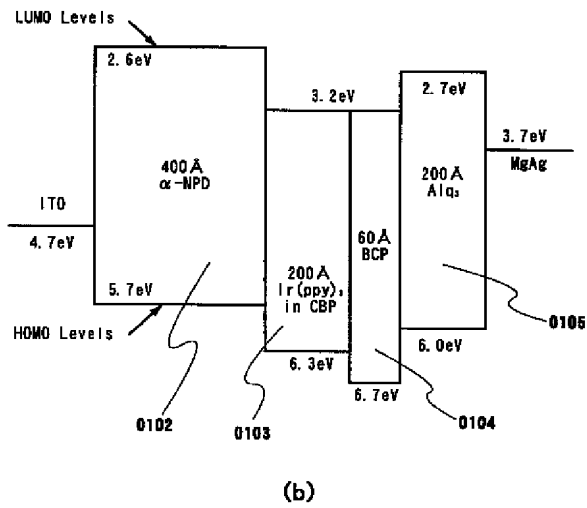 LUMO Levels
2.6eV
3.2eV
2.7eV
3.7eV
MgAg
400Å
α-NPD
200Å
Alq₃
ITO
4.7eV
60Å
BCP
200Å
Ir(ppy)₃
in CBP
5.7eV
HOMO Levels
6.3eV
6.0eV
6.7eV
0102
0103
0104
0105
(b)